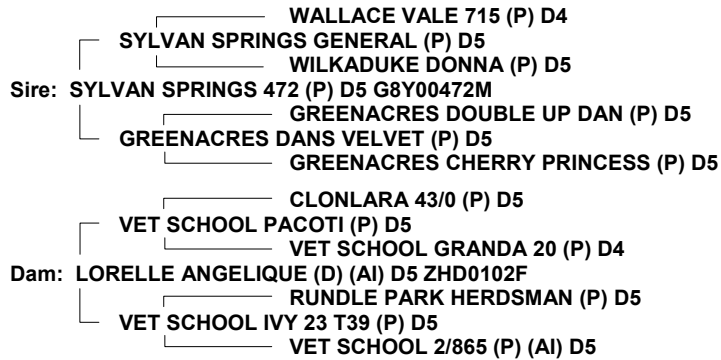 WALLACE VALE 715 (P) D4
SYLVAN SPRINGS GENERAL (P) D5
WILKADUKE DONNA (P) D5
Sire: SYLVAN SPRINGS 472 (P) D5 G8Y00472M
GREENACRES DOUBLE UP DAN (P) D5
GREENACRES DANS VELVET (P) D5
GREENACRES CHERRY PRINCESS (P) D5
CLONLARA 43/0 (P) D5
VET SCHOOL PACOTI (P) D5
VET SCHOOL GRANDA 20 (P) D4
Dam: LORELLE ANGELIQUE (D) (AI) D5 ZHD0102F
RUNDLE PARK HERDSMAN (P) D5
VET SCHOOL IVY 23 T39 (P) D5
VET SCHOOL 2/865 (P) (AI) D5